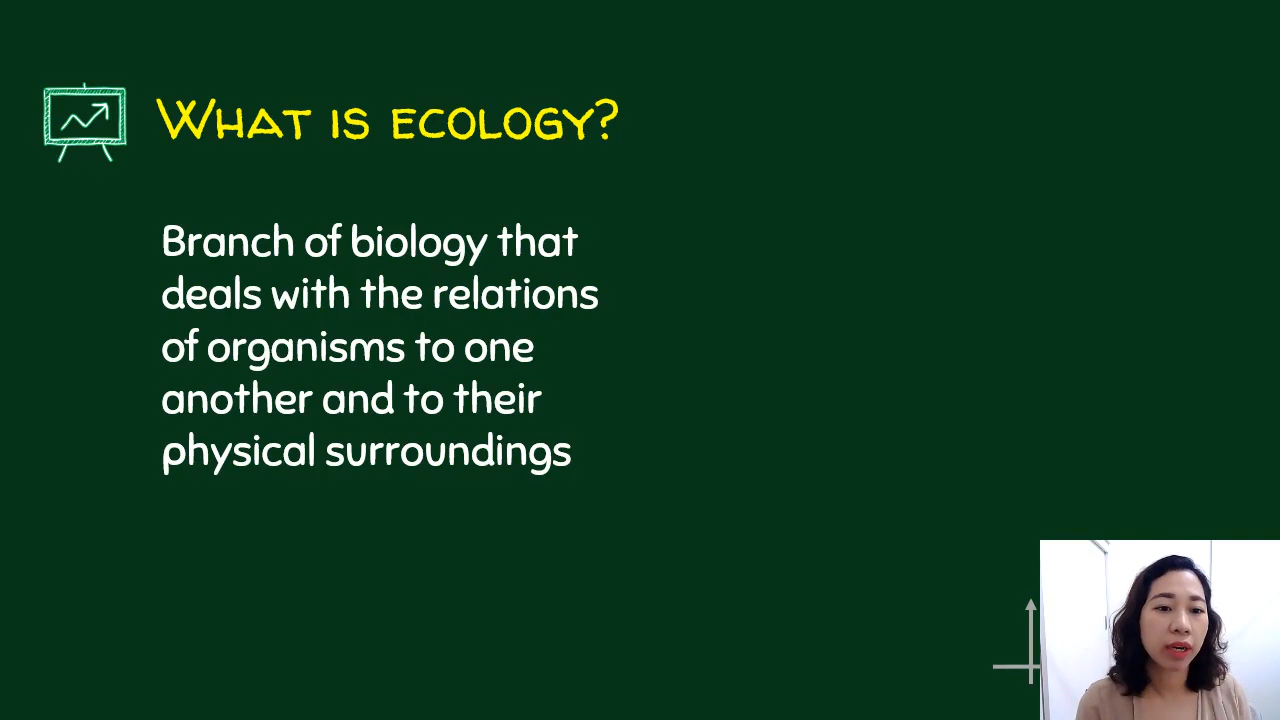 What is ecology?
Branch of biology that
deals with the relations
of organisms to one
another and to their
physical surroundings